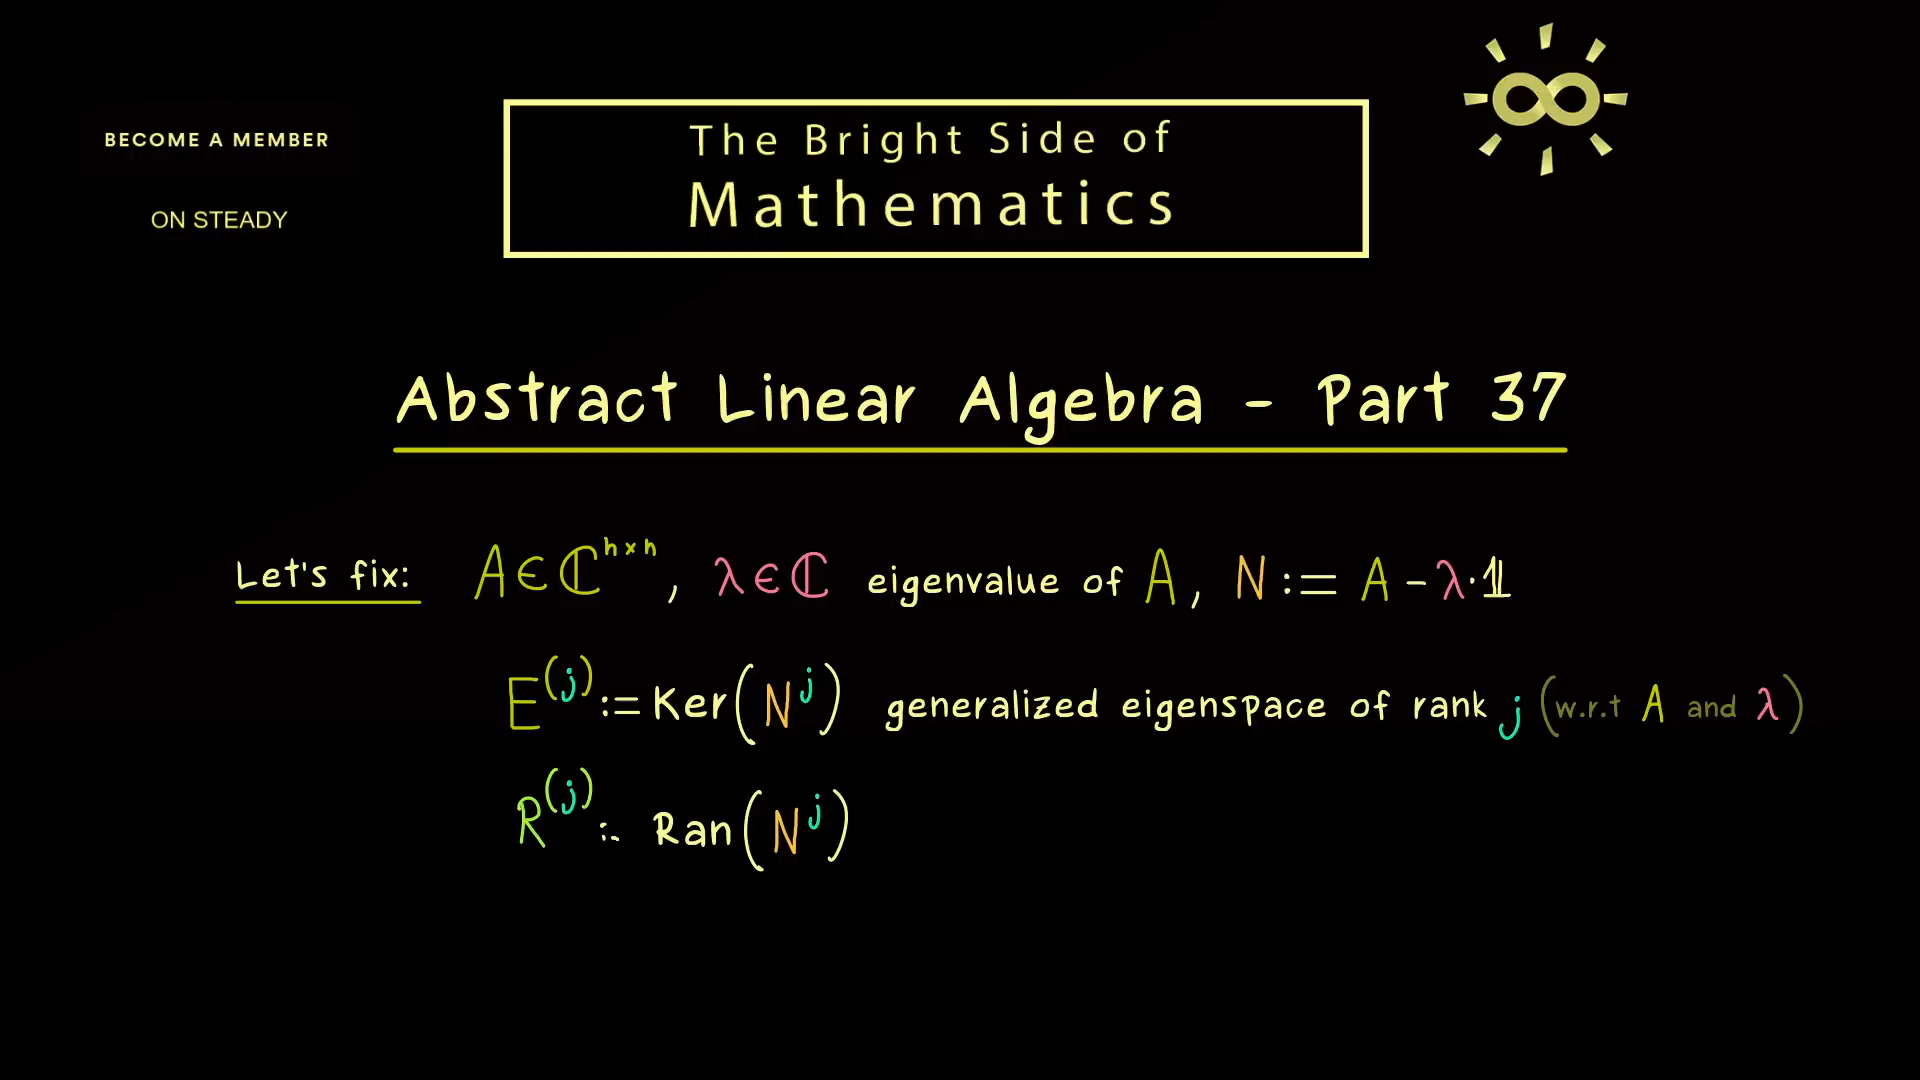 BECOME A MEMBER
ON STEADY
The Bright Side of
Mathematics
Abstract Linear Algebra - Part 37
Let's fix: A ∈ ℂⁿˣⁿ, λ ∈ ℂ eigenvalue of A, N := A - λ·𝟙
E⁽ʲ⁾ := Ker(Nʲ) generalized eigenspace of rank j (w.r.t A and λ)
R⁽ʲ⁾ :- Ran(Nʲ)